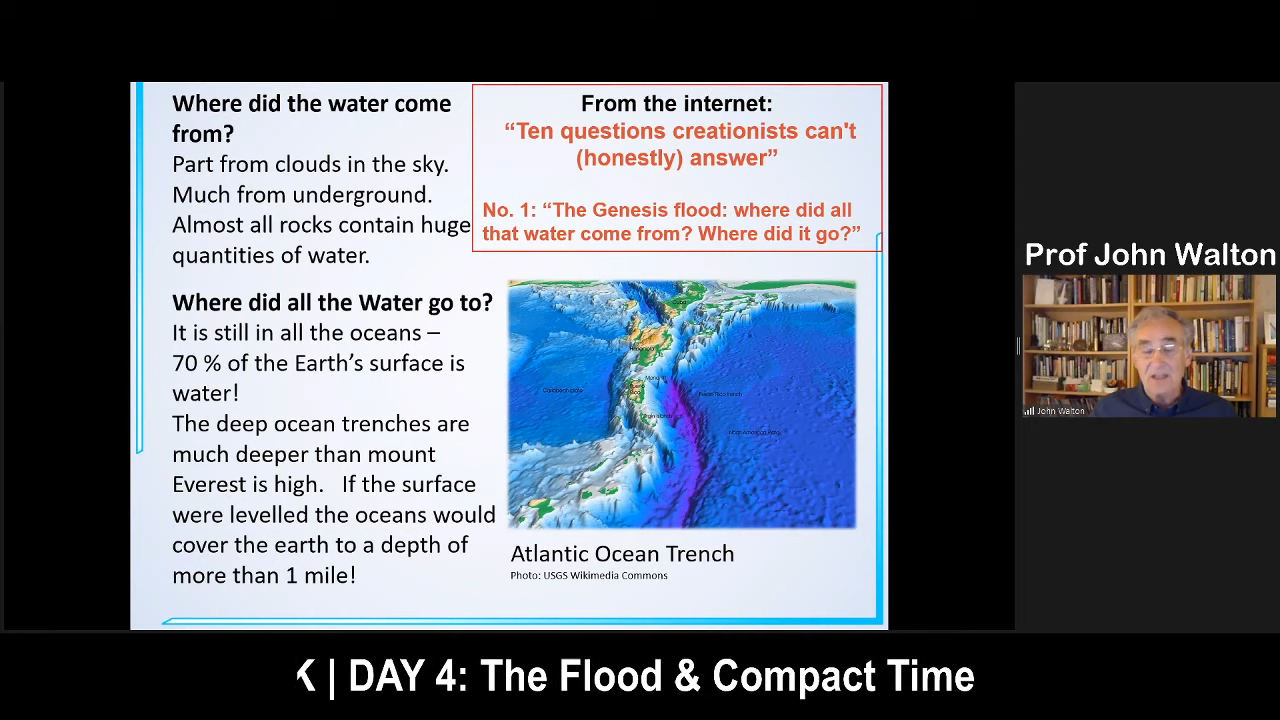 Where did the water come
from?
Part from clouds in the sky.
Much from underground.
Almost all rocks contain huge
quantities of water.
Where did all the Water go to?
It is still in all the oceans –
70 % of the Earth's surface is
water!
The deep ocean trenches are
much deeper than mount
Everest is high. If the surface
were levelled the oceans would
cover the earth to a depth of
more than 1 mile!
From the internet:
“Ten questions creationists can't
(honestly) answer”
No. 1: “The Genesis flood: where did all
that water come from? Where did it go?”
Atlantic Ocean Trench
Photo: USGS Wikimedia Commons
Prof John Walton
John Walton
| DAY 4: The Flood & Compact Time